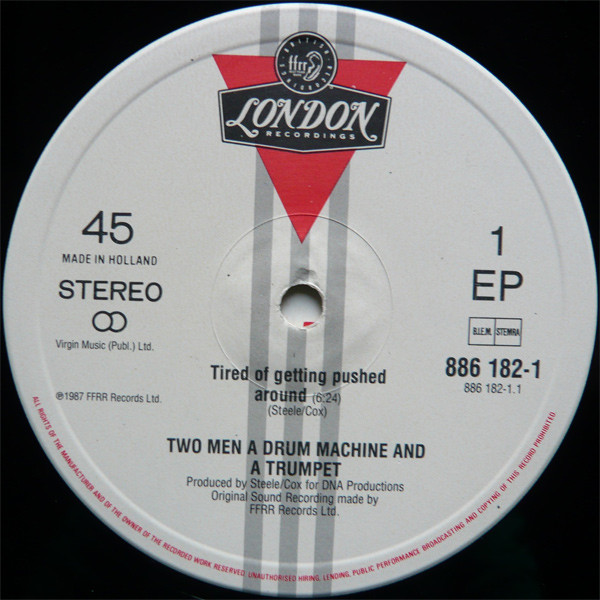 BRITISH RECORDINGS
ffrr
LONDON
RECORDINGS
45
MADE IN HOLLAND
STEREO
Virgin Music (Publ.) Ltd.
1
EP
B.I.E.M. STEMRA
886 182-1
886 182-1.1
℗1987 FFRR Records Ltd.
Tired of getting pushed
around (6:24)
(Steele/Cox)
TWO MEN A DRUM MACHINE AND
A TRUMPET
Produced by Steele/Cox for DNA Productions
Original Sound Recording made by
FFRR Records Ltd.
ALL RIGHTS OF THE MANUFACTURER AND OF THE OWNER OF THE RECORDED WORK RESERVED. UNAUTHORISED HIRING, LENDING, PUBLIC PERFORMANCE BROADCASTING AND COPYING OF THIS RECORD PROHIBITED.